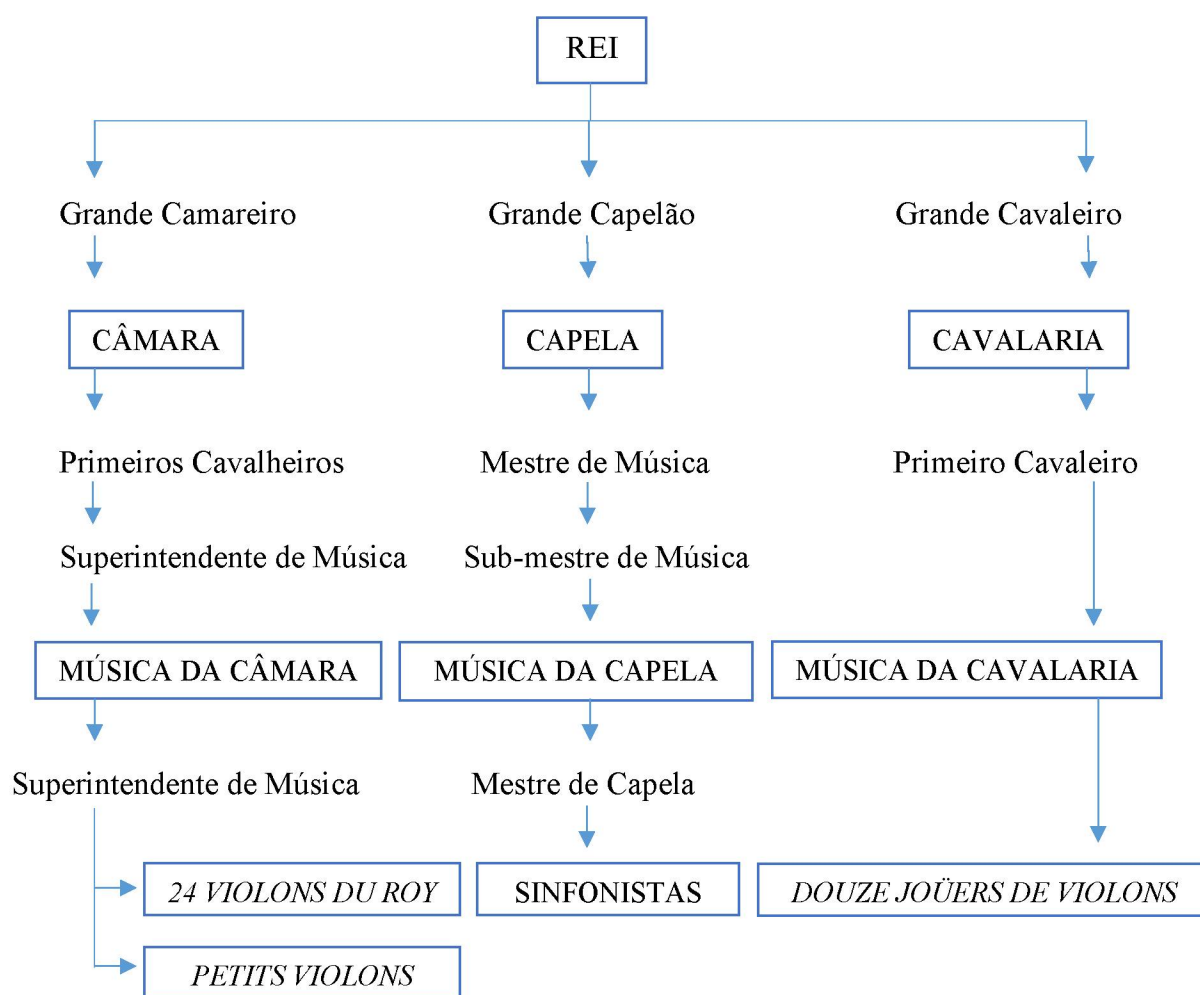 REI
Grande Camareiro
Grande Capelão
Grande Cavaleiro
CÂMARA
CAPELA
CAVALARIA
Primeiros Cavalheiros
Mestre de Música
Primeiro Cavaleiro
Superintendente de Música
Sub-mestre de Música
MÚSICA DA CÂMARA
MÚSICA DA CAPELA
MÚSICA DA CAVALARIA
Superintendente de Música
Mestre de Capela
24 VIOLONS DU ROY
SINFONISTAS
DOUZE JOÜERS DE VIOLONS
PETITS VIOLONS